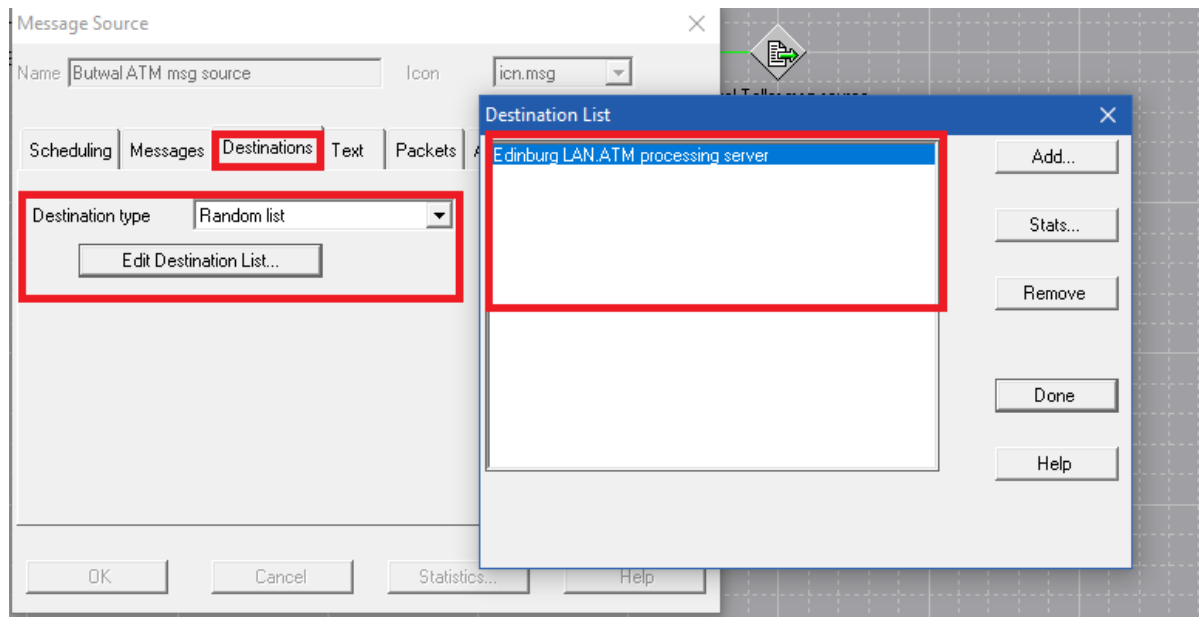 Message Source
Name Butwal ATM msg source Icon icn.msg
Scheduling Messages Destinations Text Packets
Destination type Random list
Edit Destination List...
OK Cancel Statistics... Help
Destination List
Edinburg LAN.ATM processing server
Add...
Stats...
Remove
Done
Help